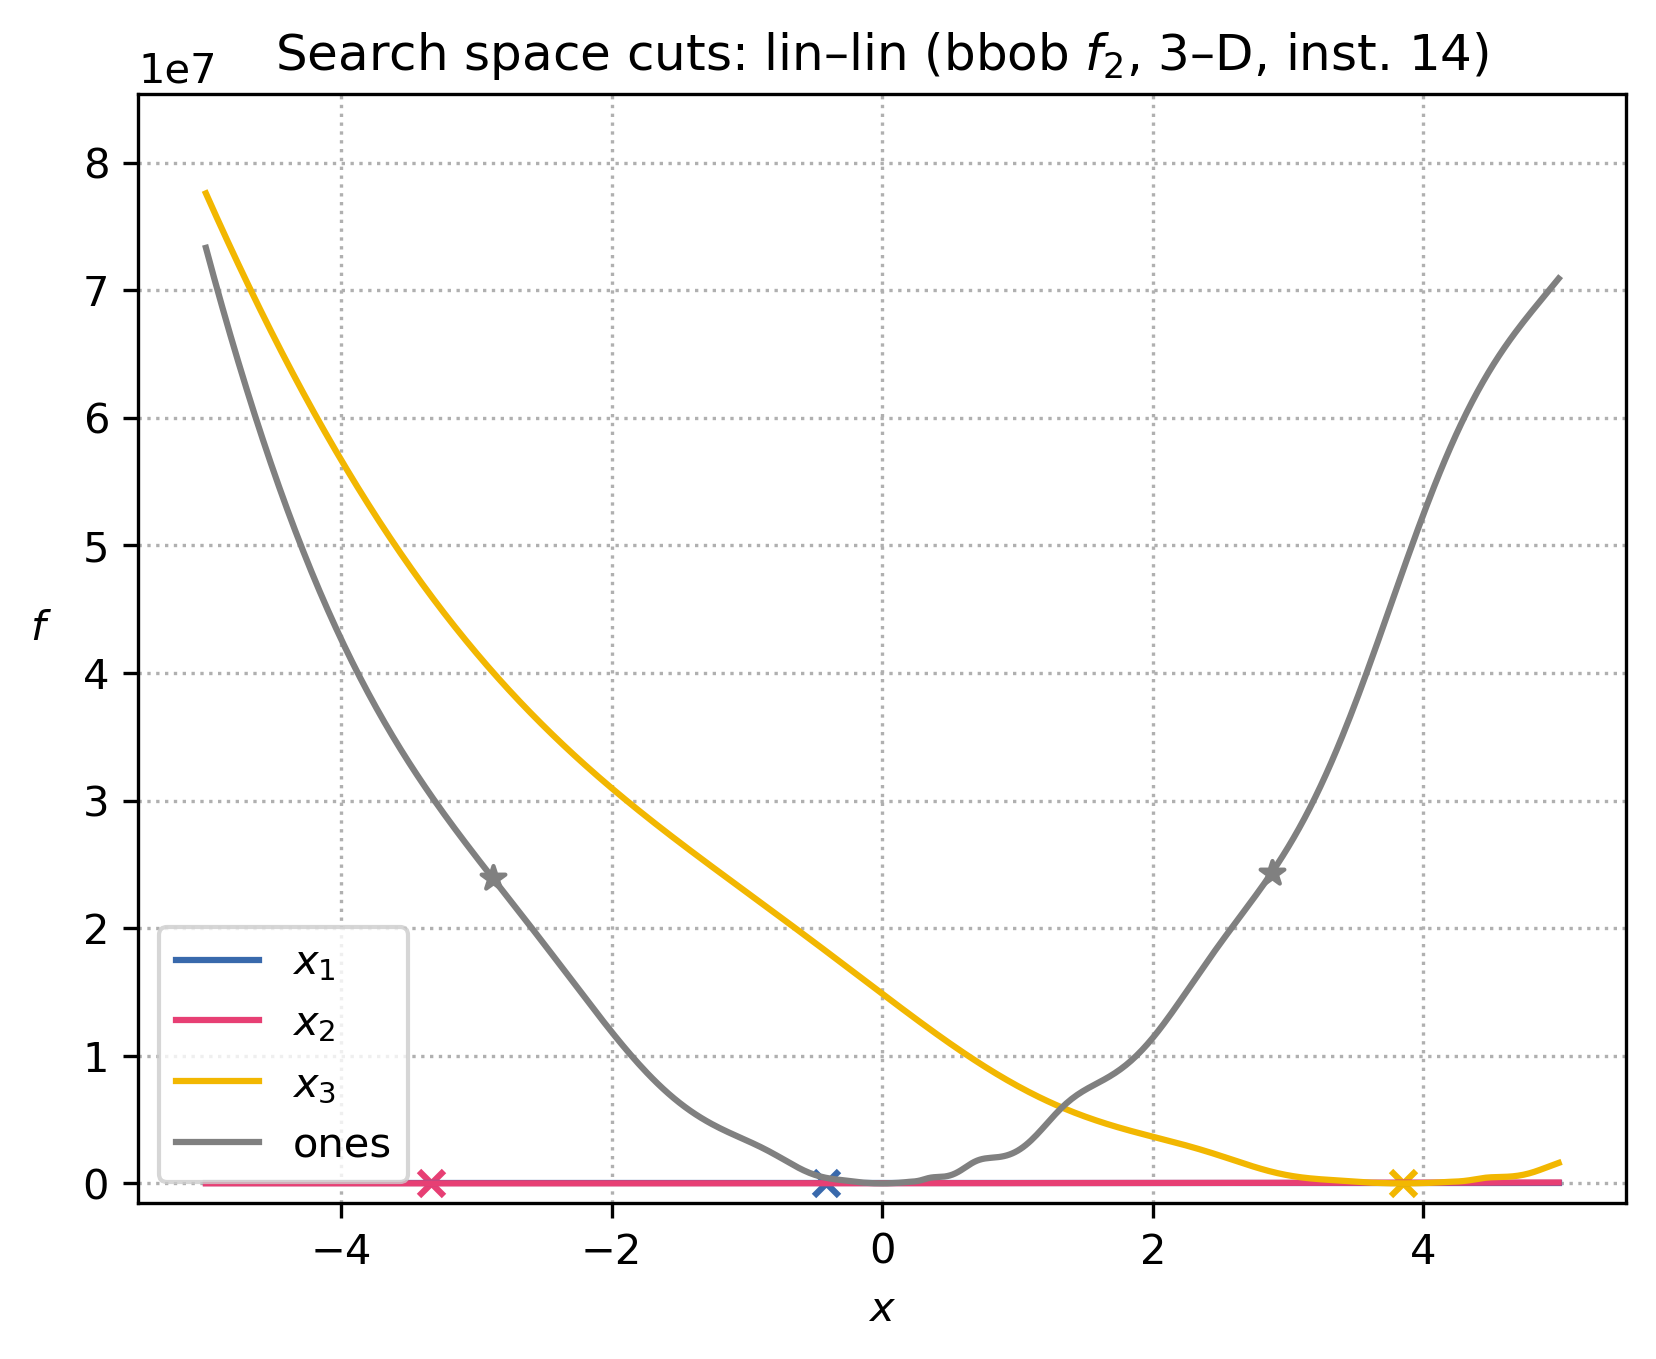 Search space cuts: lin–lin (bbob f₂, 3–D, inst. 14)
1e7
8
7
6
5
4
3
2
1
0
f
x₁
x₂
x₃
ones
−4 −2 0 2 4
x